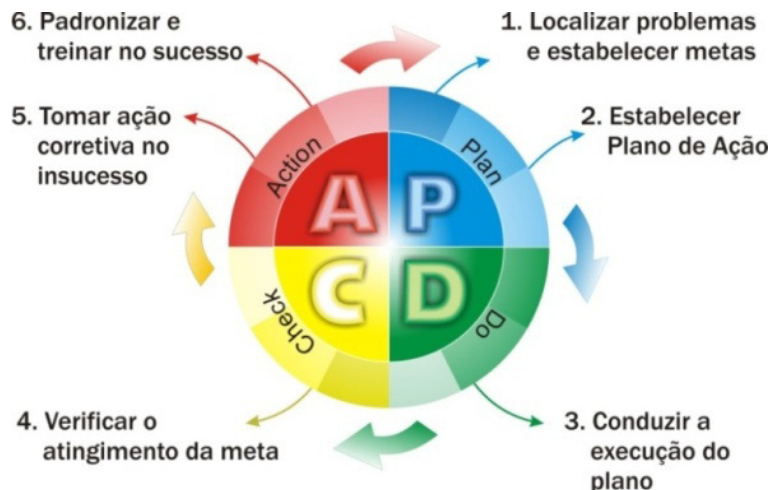 6. Padronizar e
treinar no sucesso
1. Localizar problemas
e estabelecer metas
5. Tomar ação
corretiva no
insucesso
2. Estabelecer
Plano de Ação
Action
Plan
A
P
C
D
Check
Do
4. Verificar o
atingimento da meta
3. Conduzir a
execução do
plano